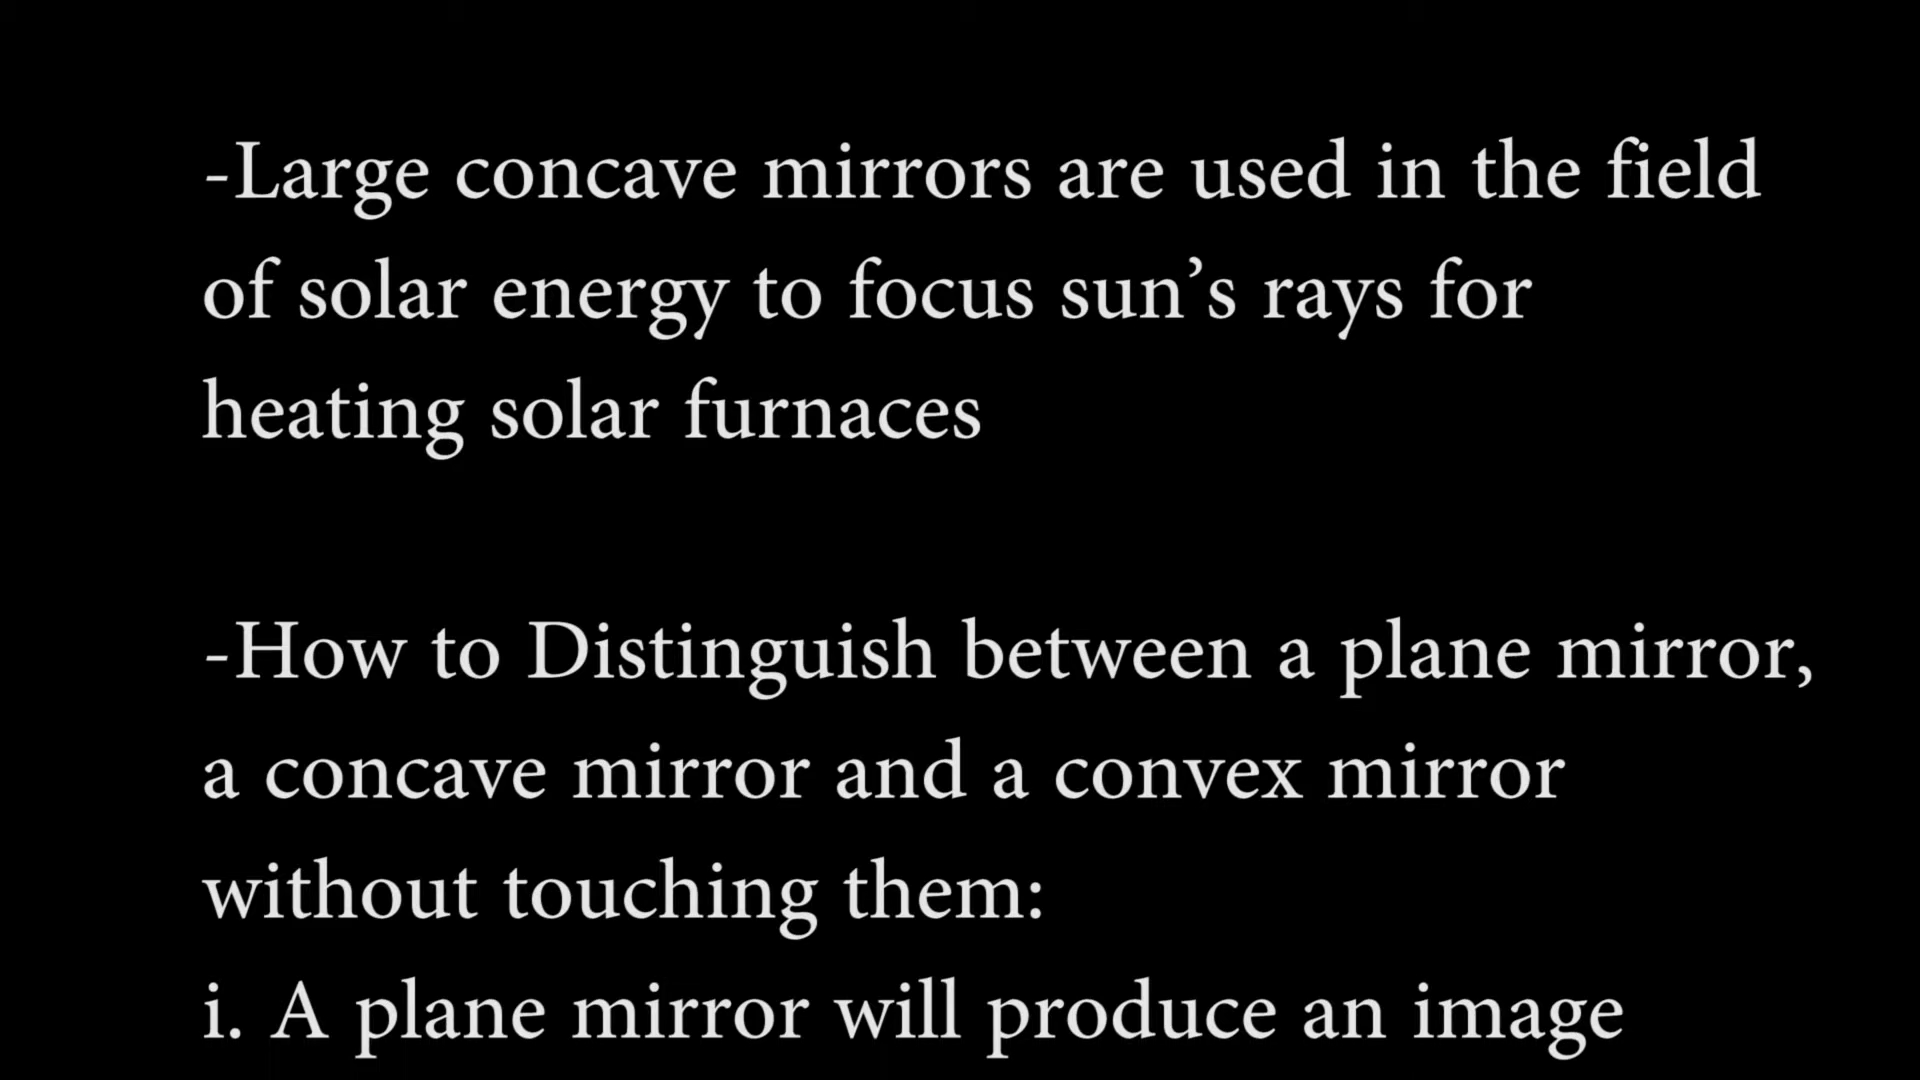 -Large concave mirrors are used in the field
of solar energy to focus sun’s rays for
heating solar furnaces
-How to Distinguish between a plane mirror,
a concave mirror and a convex mirror
without touching them:
i. A plane mirror will produce an image